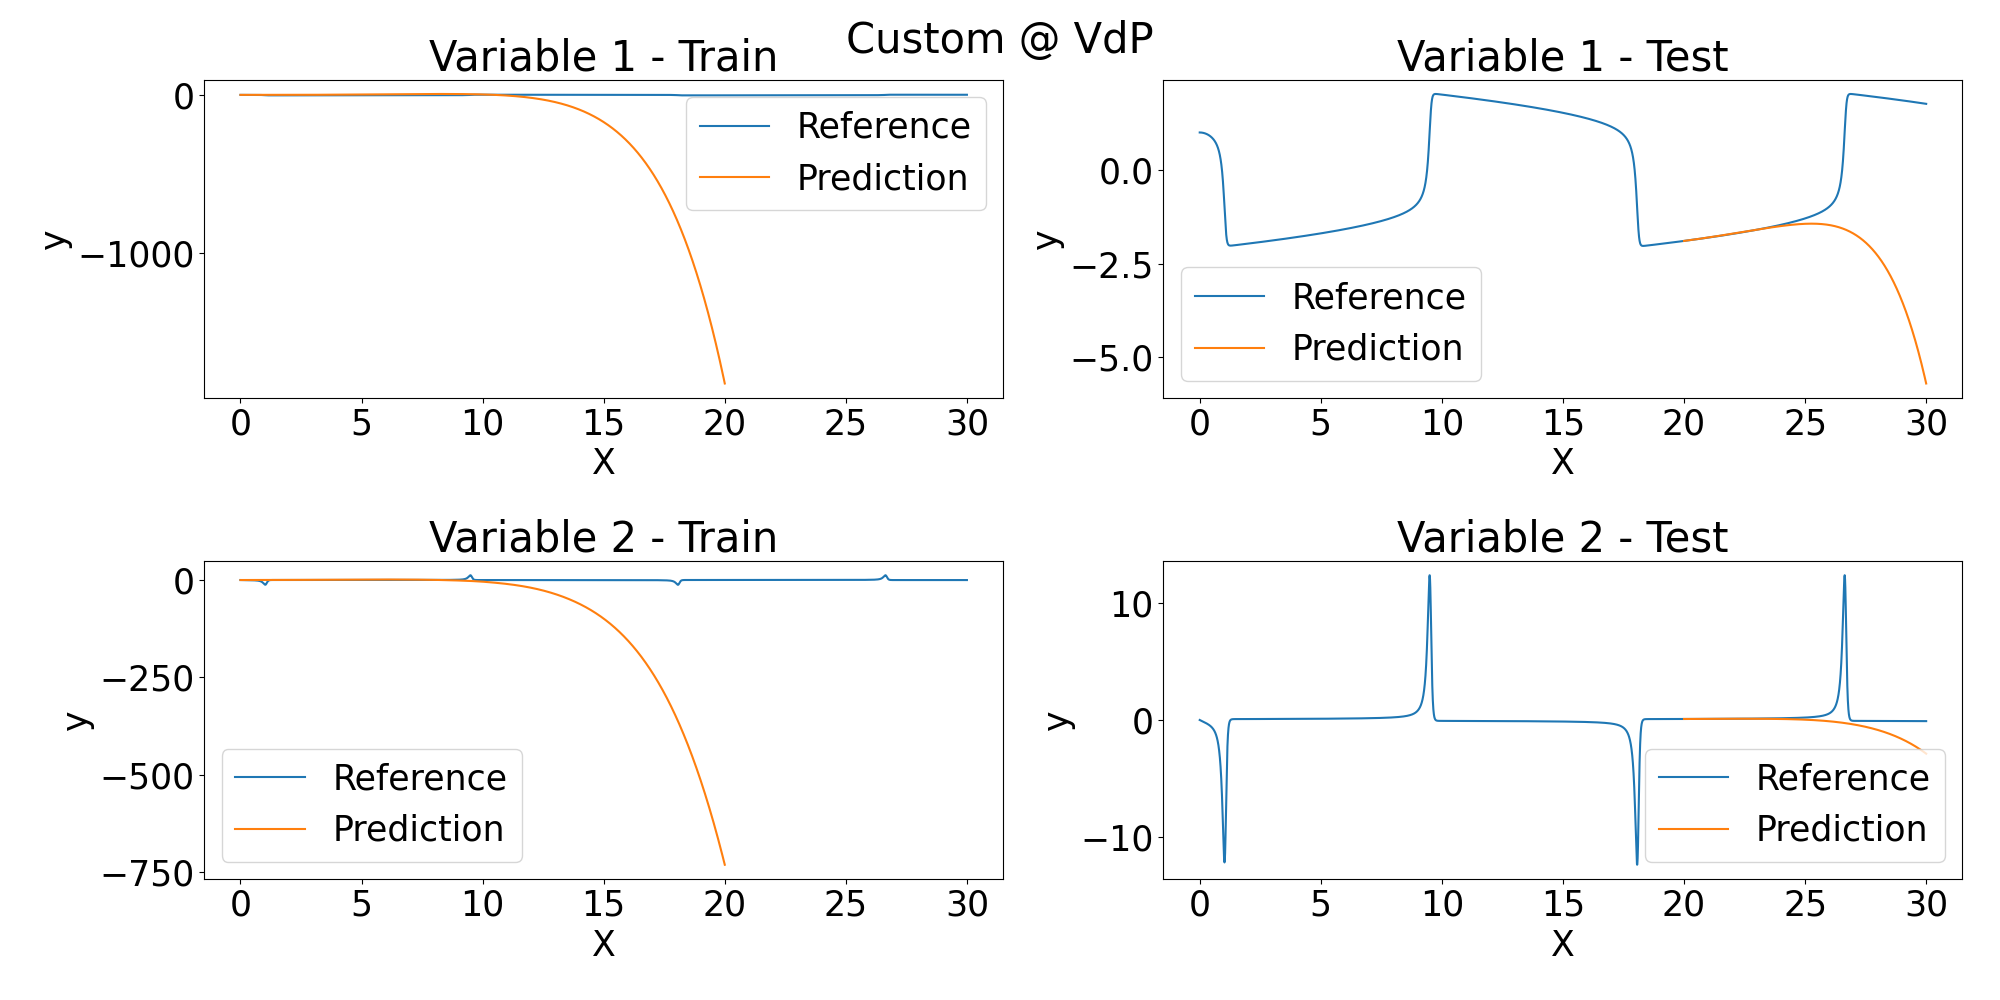 Custom @ VdP
Variable 1 - Train
0
−1000
y
0 5 10 15 20 25 30
X
Reference
Prediction
Variable 1 - Test
0.0
−2.5
−5.0
y
0 5 10 15 20 25 30
X
Reference
Prediction
Variable 2 - Train
0
−250
−500
−750
y
0 5 10 15 20 25 30
X
Reference
Prediction
Variable 2 - Test
10
0
−10
y
0 5 10 15 20 25 30
X
Reference
Prediction